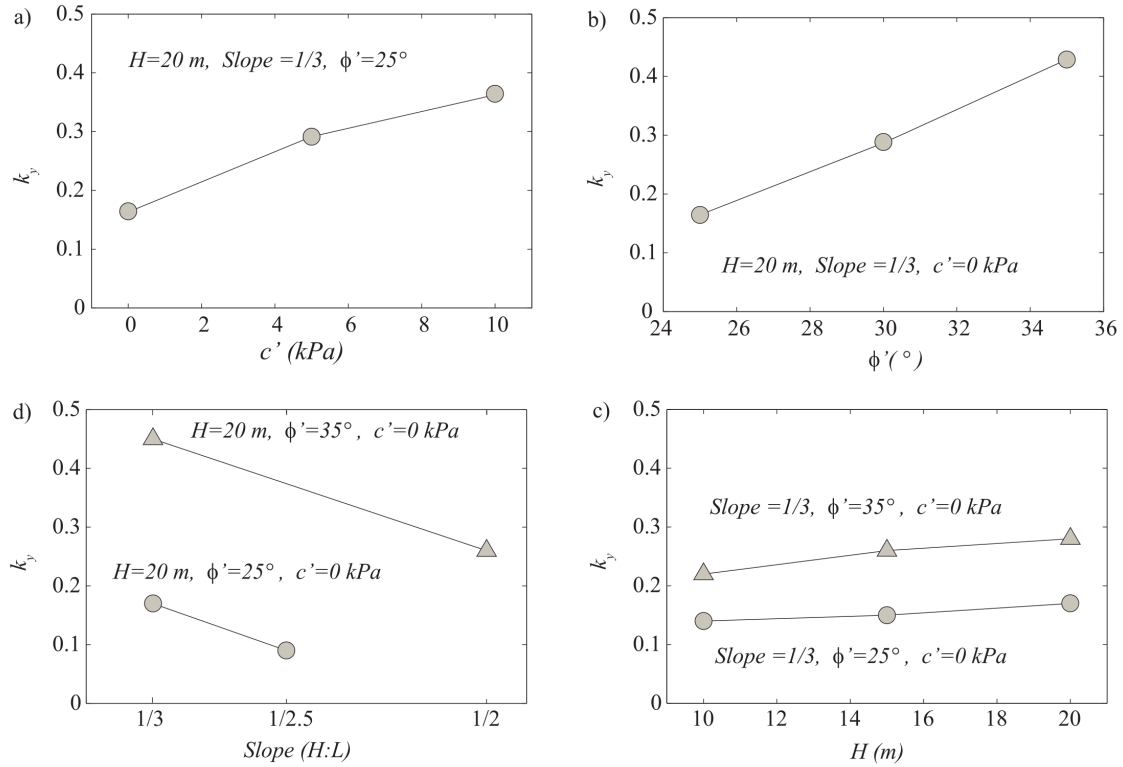 a)
0.5
0.4
0.3
0.2
0.1
0
k_y
H=20 m, Slope =1/3, ϕ'=25°
0 2 4 6 8 10
c' (kPa)
b)
0.5
0.4
0.3
0.2
0.1
0
k_y
H=20 m, Slope =1/3, c'=0 kPa
24 26 28 30 32 34 36
ϕ'(°)
d)
0.5
0.4
0.3
0.2
0.1
0
k_y
H=20 m, ϕ'=35°, c'=0 kPa
H=20 m, ϕ'=25°, c'=0 kPa
1/3 1/2.5 1/2
Slope (H:L)
c)
0.5
0.4
0.3
0.2
0.1
0
k_y
Slope =1/3, ϕ'=35°, c'=0 kPa
Slope =1/3, ϕ'=25°, c'=0 kPa
10 12 14 16 18 20
H (m)